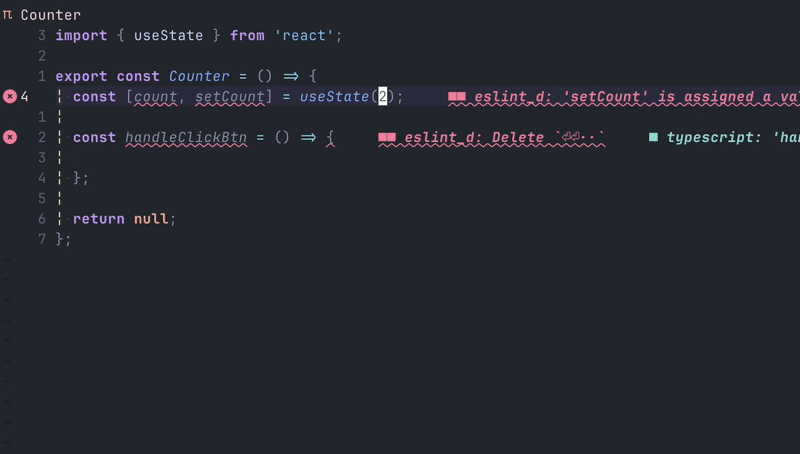 π Counter
3 import { useState } from 'react';
2
1 export const Counter = () => {
4 const [count, setCount] = useState(2); ■■ eslint_d: 'setCount' is assigned a val
1
2 const handleClickBtn = () => { ■■ eslint_d: Delete `⏎⏎··` ■ typescript: 'han
3
4 };
5
6 return null;
7 };
~
~
~
~
~
~
~
~
~
~